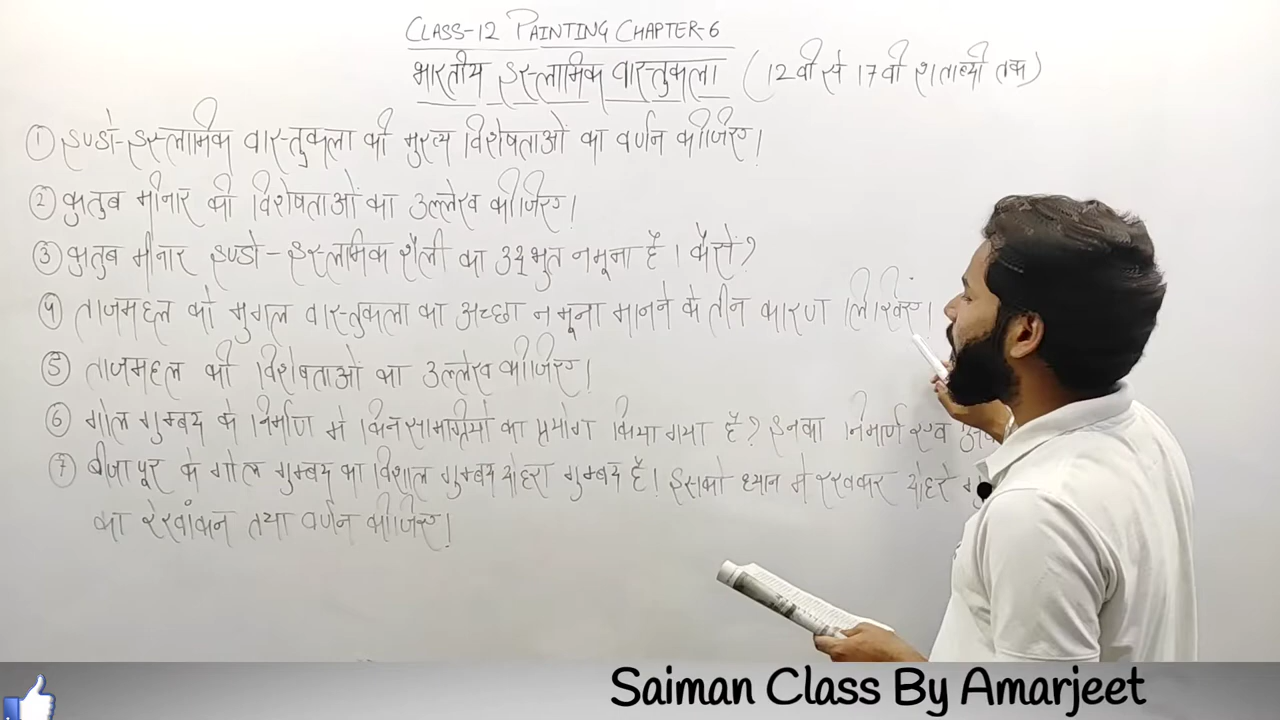 CLASS-12 PAINTING CHAPTER-6
भारतीय इस्लामिक वास्तुकला (12वी से 17वी शताब्दी तक)
① इण्डो-इस्लामिक वास्तुकला की मुख्य विशेषताओं का वर्णन कीजिए।
② कुतुब मीनार की विशेषताओं का उल्लेख कीजिए।
③ कुतुब मीनार इण्डो-इस्लामिक शैली का अद्भुत नमूना है। कैसे?
④ ताजमहल को मुगल वास्तुकला का अच्छा नमूना मानने के तीन कारण लिखिए।
⑤ ताजमहल की विशेषताओं का उल्लेख कीजिए।
⑥ गोल गुम्बद के निर्माण मे किन सामाग्रियो का प्रयोग किया गया है? इनका निमार्ण एव
⑦ बीजापूर के गोल गुम्बद का विशाल गुम्बद दोहरा गुम्बद है। इसको ध्यान मे रखकर दोहरे
का रेखांकन तथा वर्णन कीजिए।
Saiman Class By Amarjeet